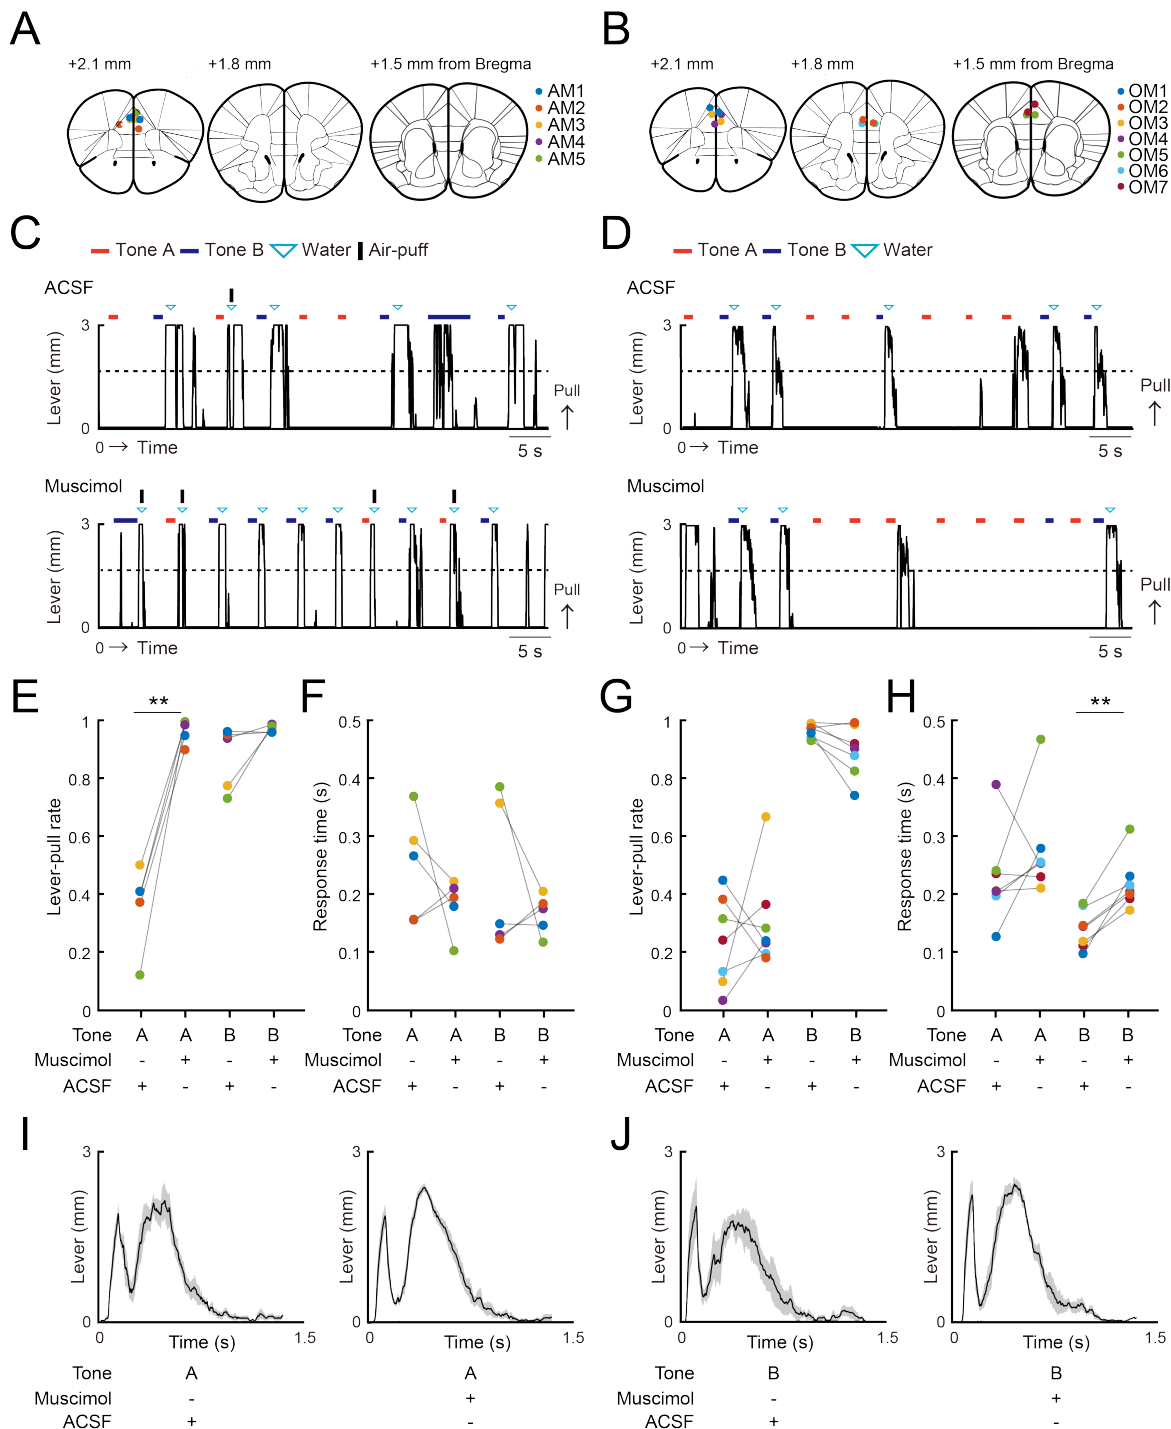 A
B
+2.1 mm
+1.8 mm
+1.5 mm from Bregma
AM1
AM2
AM3
AM4
AM5
+2.1 mm
+1.8 mm
+1.5 mm from Bregma
OM1
OM2
OM3
OM4
OM5
OM6
OM7
C
Tone A Tone B Water Air-puff
ACSF
3
Lever (mm)
0
Pull
0 → Time
5 s
Muscimol
3
Lever (mm)
0
Pull
0 → Time
5 s
D
Tone A Tone B Water
ACSF
3
Lever (mm)
0
Pull
0 → Time
5 s
Muscimol
3
Lever (mm)
0
Pull
0 → Time
5 s
E
**
1
0.8
0.6
0.4
0.2
0
Lever-pull rate
Tone A A B B
Muscimol - + - +
ACSF + - + -
F
0.5
0.4
0.3
0.2
0.1
0
Response time (s)
Tone A A B B
Muscimol - + - +
ACSF + - + -
G
1
0.8
0.6
0.4
0.2
0
Lever-pull rate
Tone A A B B
Muscimol - + - +
ACSF + - + -
H
**
0.5
0.4
0.3
0.2
0.1
0
Response time (s)
Tone A A B B
Muscimol - + - +
ACSF + - + -
I
3
Lever (mm)
0
0 Time (s) 1.5
3
Lever (mm)
0
0 Time (s) 1.5
Tone A A
Muscimol - +
ACSF + -
J
3
Lever (mm)
0
0 Time (s) 1.5
3
Lever (mm)
0
0 Time (s) 1.5
Tone B B
Muscimol - +
ACSF + -